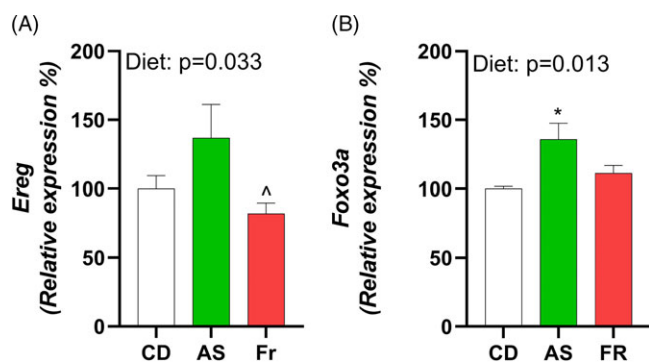 (A)
Ereg
(Relative expression %)
200
150
100
50
0
Diet: p=0.033
^
CD AS Fr
(B)
Foxo3a
(Relative expression %)
200
150
100
50
0
Diet: p=0.013
*
CD AS FR